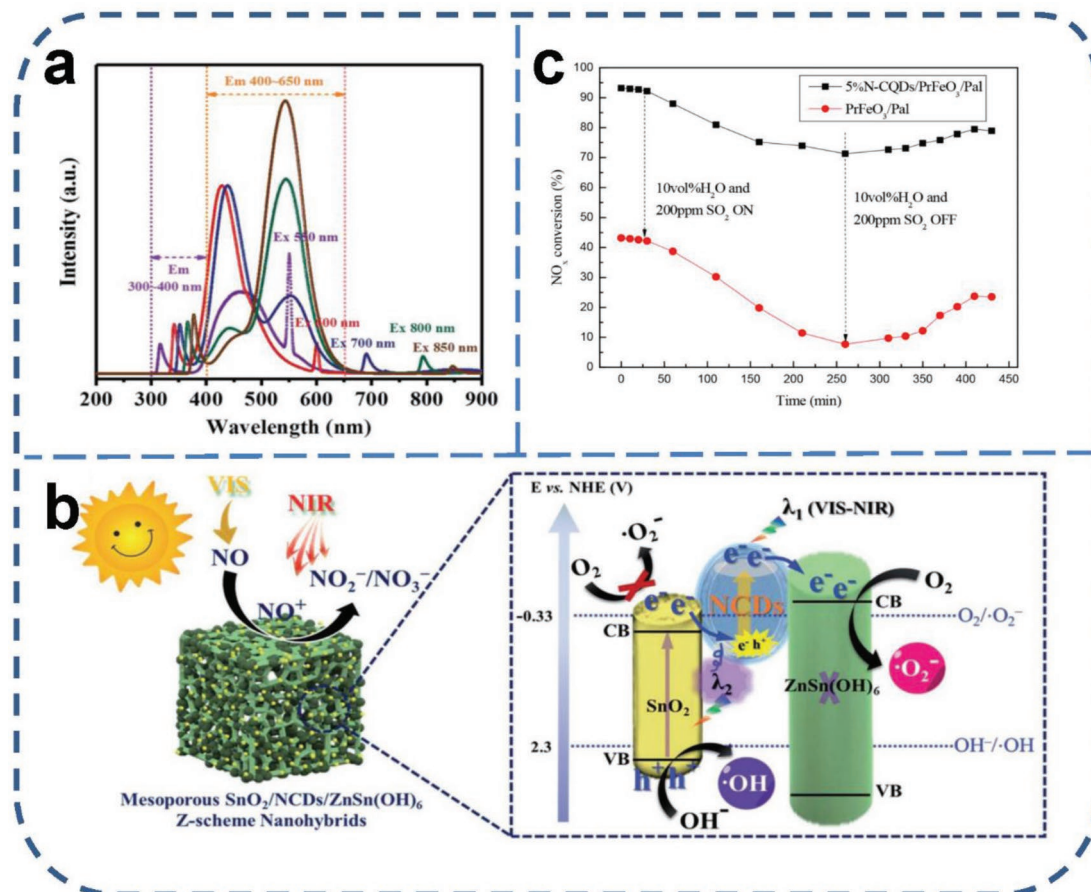 a
Em 400~650 nm
Ex 550 nm
Em
300~400 nm
Ex 600 nm
Ex 700 nm
Ex 800 nm
Ex 850 nm
Intensity (a.u.)
200 300 400 500 600 700 800 900
Wavelength (nm)
c
100
90
80
70
60
50
40
30
20
10
0
NOₓ conversion (%)
5%N-CQDs/PrFeO₃/Pal
PrFeO₃/Pal
10vol%H₂O and
200ppm SO₂ ON
10vol%H₂O and
200ppm SO₂ OFF
0 50 100 150 200 250 300 350 400 450
Time (min)
b
VIS
NIR
NO
NO₂⁻/NO₃⁻
NO⁺
Mesoporous SnO₂/NCDs/ZnSn(OH)₆
Z-scheme Nanohybrids
E vs. NHE (V)
λ₁ (VIS-NIR)
·O₂⁻
O₂
e⁻ e⁻
e⁻ e⁻
NCDs
e⁻ e⁻
O₂
CB
-0.33
O₂/·O₂⁻
CB
e⁻ h⁺
λ₂
·O₂⁻
SnO₂
ZnSn(OH)₆
2.3
OH⁻/·OH
VB
h⁺ h⁺
·OH
VB
OH⁻